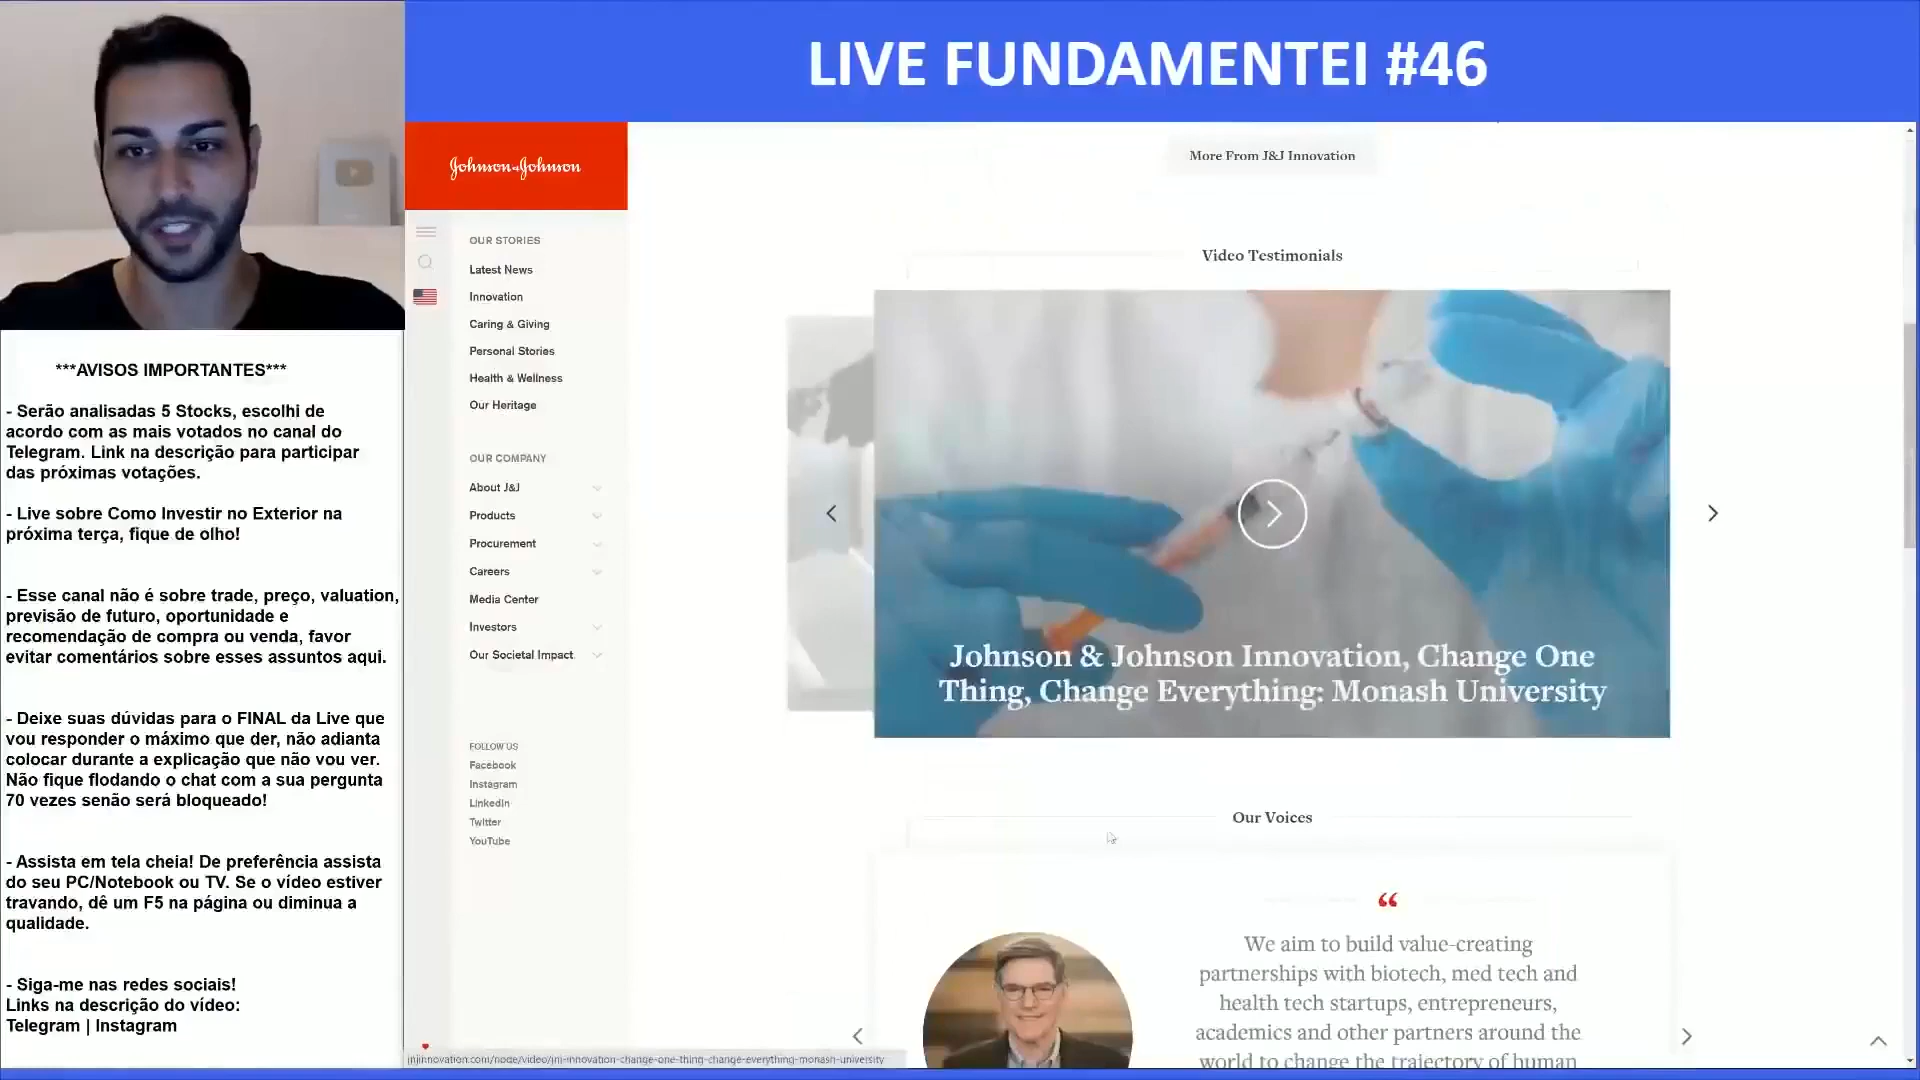 LIVE FUNDAMENTEI #46
Johnson & Johnson
OUR STORIES
Latest News
Innovation
Caring & Giving
Personal Stories
Health & Wellness
Our Heritage
OUR COMPANY
About J&J
Products
Procurement
Careers
Media Center
Investors
Our Societal Impact
FOLLOW US
Facebook
Instagram
LinkedIn
Twitter
YouTube
***AVISOS IMPORTANTES***
- Serão analisadas 5 Stocks, escolhi de
acordo com as mais votados no canal do
Telegram. Link na descrição para participar
das próximas votações.
- Live sobre Como Investir no Exterior na
próxima terça, fique de olho!
- Esse canal não é sobre trade, preço, valuation,
previsão de futuro, oportunidade e
recomendação de compra ou venda, favor
evitar comentários sobre esses assuntos aqui.
- Deixe suas dúvidas para o FINAL da Live que
vou responder o máximo que der, não adianta
colocar durante a explicação que não vou ver.
Não fique flodando o chat com a sua pergunta
70 vezes senão será bloqueado!
- Assista em tela cheia! De preferência assista
do seu PC/Notebook ou TV. Se o vídeo estiver
travando, dê um F5 na página ou diminua a
qualidade.
- Siga-me nas redes sociais!
Links na descrição do vídeo:
Telegram | Instagram
More From J&J Innovation
Video Testimonials
Johnson & Johnson Innovation, Change One
Thing, Change Everything: Monash University
Our Voices
“
We aim to build value-creating
partnerships with biotech, med tech and
health tech startups, entrepreneurs,
academics and other partners around the
world to change the trajectory of human
jnjinnovation.com/node/video/jnj-innovation-change-one-thing-change-everything-monash-university